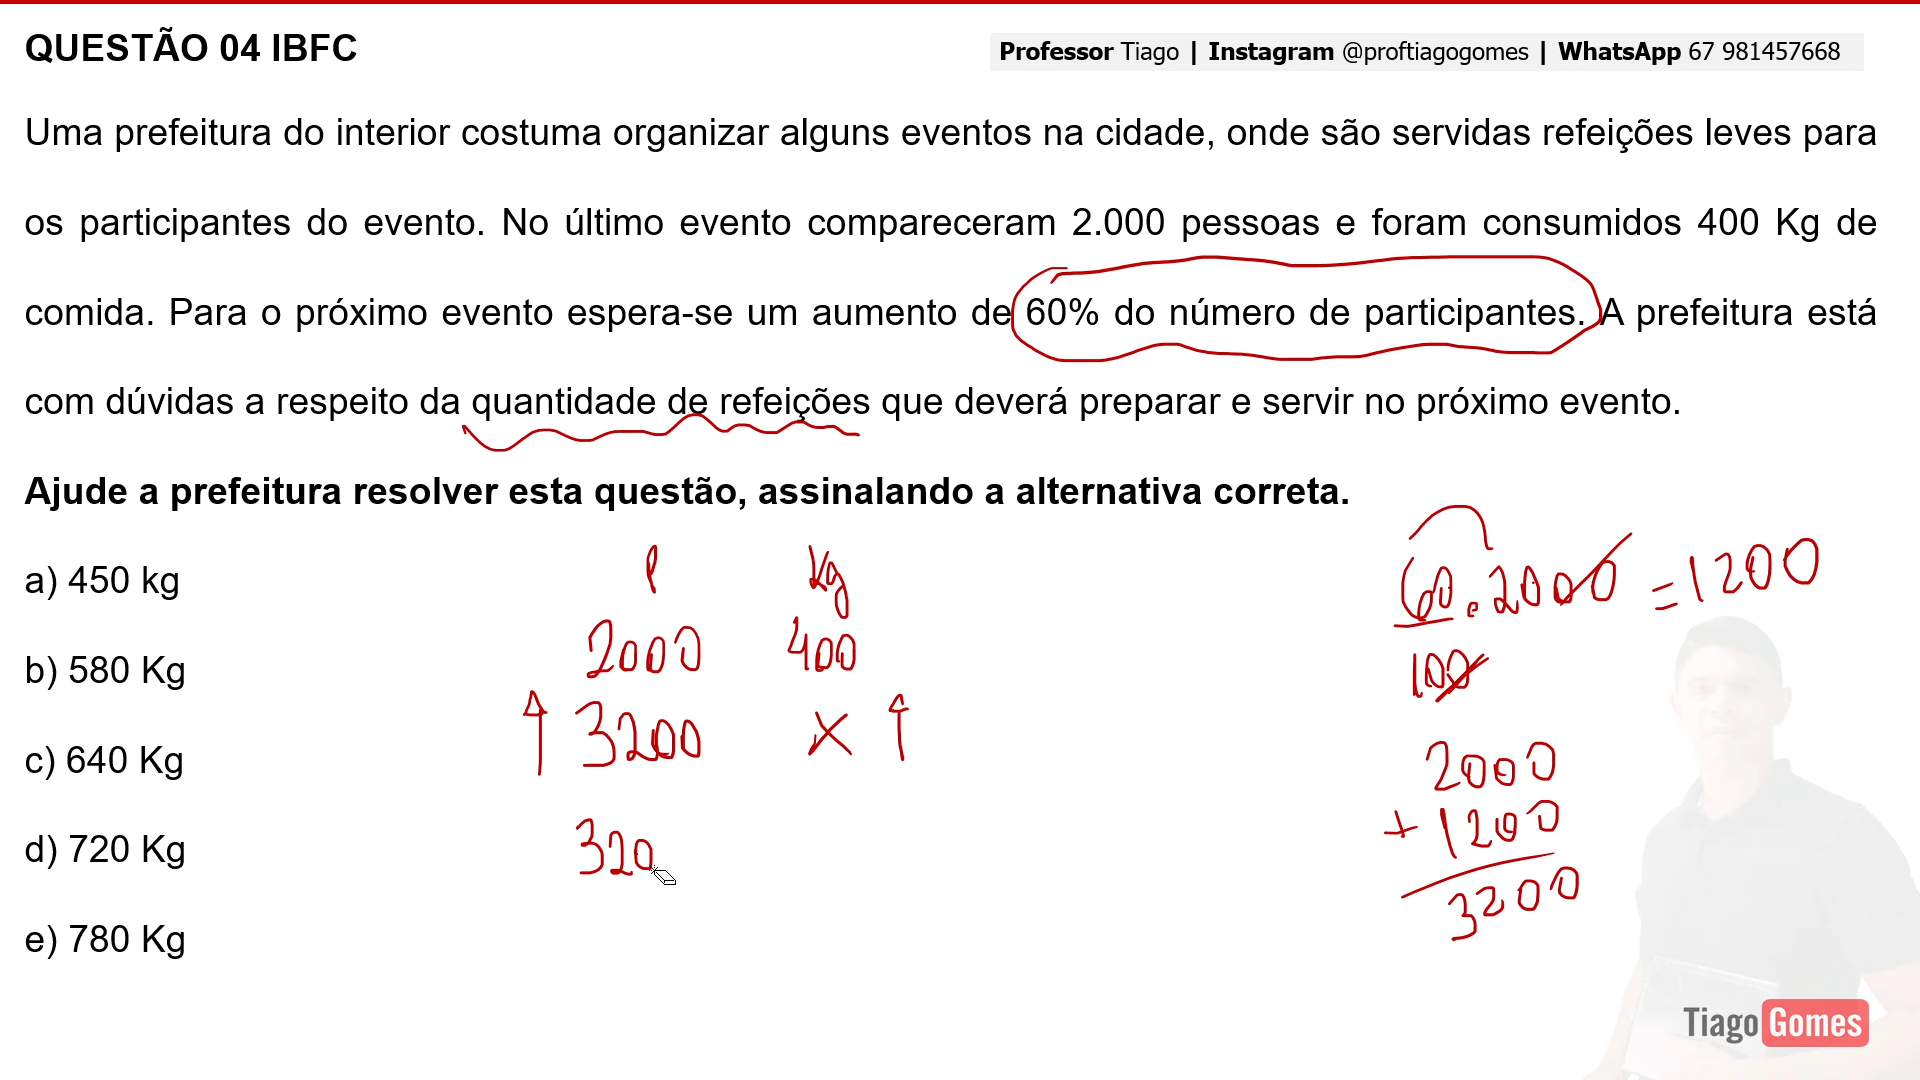 QUESTÃO 04 IBFC
Professor Tiago | Instagram @proftiagogomes | WhatsApp 67 981457668
Uma prefeitura do interior costuma organizar alguns eventos na cidade, onde são servidas refeições leves para
os participantes do evento. No último evento compareceram 2.000 pessoas e foram consumidos 400 Kg de
comida. Para o próximo evento espera-se um aumento de 60% do número de participantes. A prefeitura está
com dúvidas a respeito da quantidade de refeições que deverá preparar e servir no próximo evento.
Ajude a prefeitura resolver esta questão, assinalando a alternativa correta.
a) 450 kg
b) 580 Kg
c) 640 Kg
d) 720 Kg
e) 780 Kg
P kg
2000 400
3200 x
320
60 . 2000 = 1200
100
2000
+ 1200
3200
Tiago Gomes